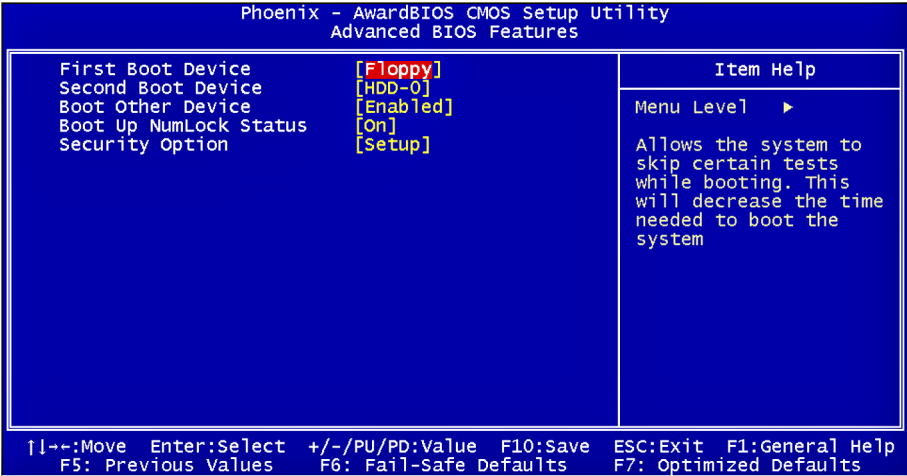 Phoenix - AwardBIOS CMOS Setup Utility
Advanced BIOS Features
First Boot Device [Floppy]
Second Boot Device [HDD-0]
Boot Other Device [Enabled]
Boot Up NumLock Status [On]
Security Option [Setup]
Item Help
Menu Level ►
Allows the system to
skip certain tests
while booting. This
will decrease the time
needed to boot the
system
↑↓→←:Move Enter:Select +/-/PU/PD:Value F10:Save ESC:Exit F1:General Help
F5: Previous Values F6: Fail-Safe Defaults F7: Optimized Defaults